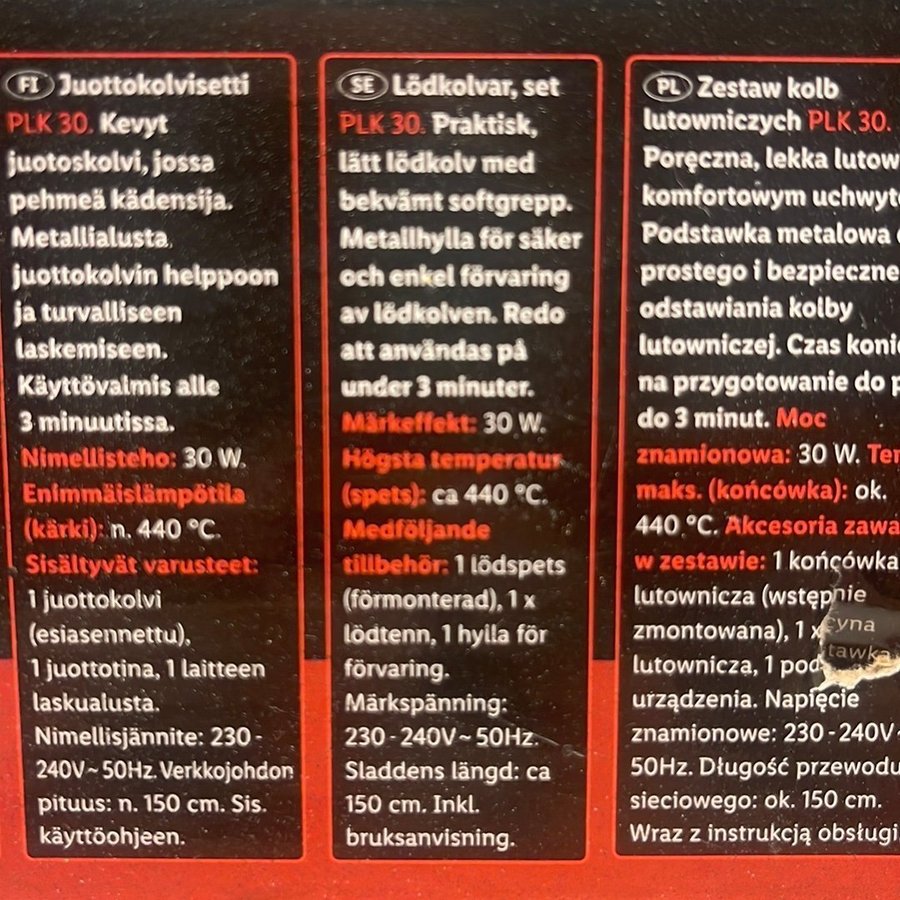 FI Juottokolvisetti
PLK 30. Kevyt
juotoskolvi, jossa
pehmeä kädensija.
Metallialusta
juottokolvin helppoon
ja turvalliseen
laskemiseen.
Käyttövalmis alle
3 minuutissa.
Nimellisteho: 30 W.
Enimmäislämpötila
(kärki): n. 440 °C.
Sisältyvät varusteet:
1 juottokolvi
(esiasennettu),
1 juottotina, 1 laitteen
laskualusta.
Nimellisjännite: 230 -
240V~ 50Hz. Verkkojohdon
pituus: n. 150 cm. Sis.
käyttöohjeen.
SE Lödkolvar, set
PLK 30. Praktisk,
lätt lödkolv med
bekvämt softgrepp.
Metallhylla för säker
och enkel förvaring
av lödkolven. Redo
att användas på
under 3 minuter.
Märkeffekt: 30 W.
Högsta temperatur
(spets): ca 440 °C.
Medföljande
tillbehör: 1 lödspets
(förmonterad), 1 x
lödtenn, 1 hylla för
förvaring.
Märkspänning:
230 - 240V~ 50Hz.
Sladdens längd: ca
150 cm. Inkl.
bruksanvisning.
PL Zestaw kolb
lutowniczych PLK 30.
Poręczna, lekka lutow
komfortowym uchwyt
Podstawka metalowa
prostego i bezpieczne
odstawiania kolby
lutowniczej. Czas koni
na przygotowanie do p
do 3 minut. Moc
znamionowa: 30 W. Te
maks. (końcówka): ok.
440 °C. Akcesoria zawa
w zestawie: 1 końcówka
lutownicza (wstępnie
zmontowana), 1 x cyna
lutownicza, 1 podstawka
urządzenia. Napięcie
znamionowe: 230 - 240V~
50Hz. Długość przewodu
sieciowego: ok. 150 cm.
Wraz z instrukcją obsługi.